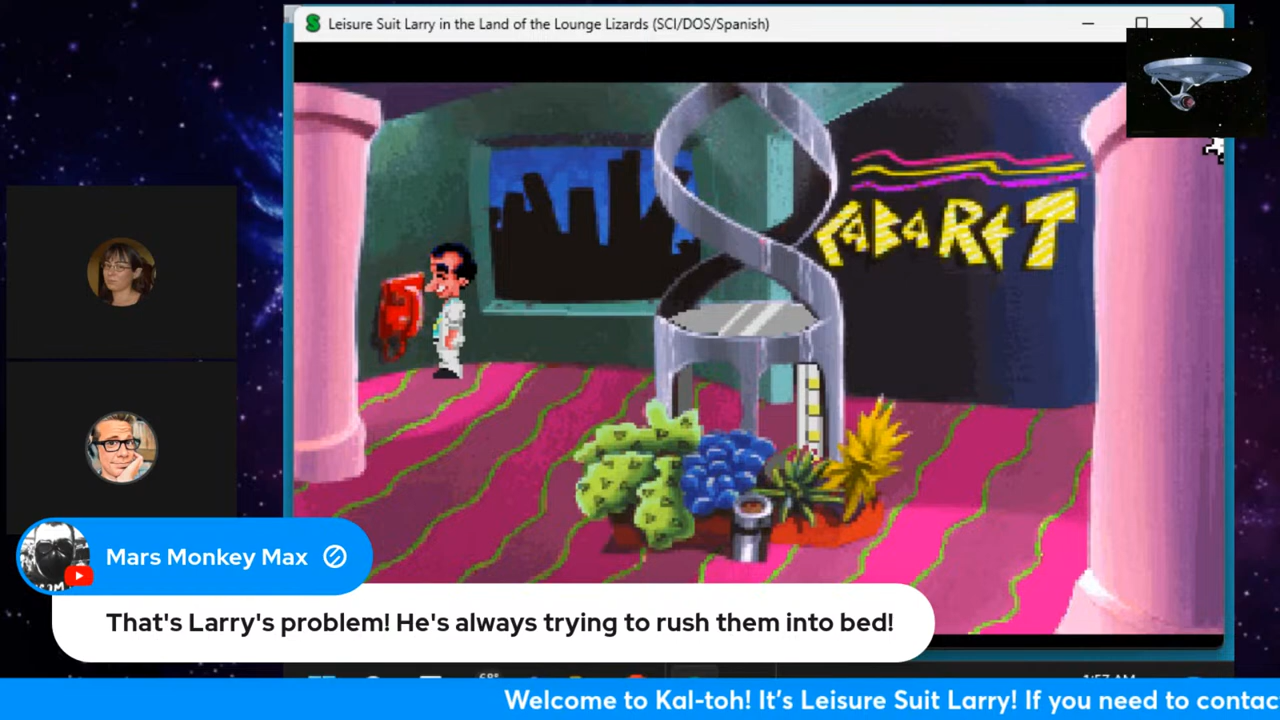 Leisure Suit Larry in the Land of the Lounge Lizards (SCI/DOS/Spanish)
CABARET
Mars Monkey Max
That's Larry's problem! He's always trying to rush them into bed!
Welcome to Kal-toh! It's Leisure Suit Larry! If you need to contac